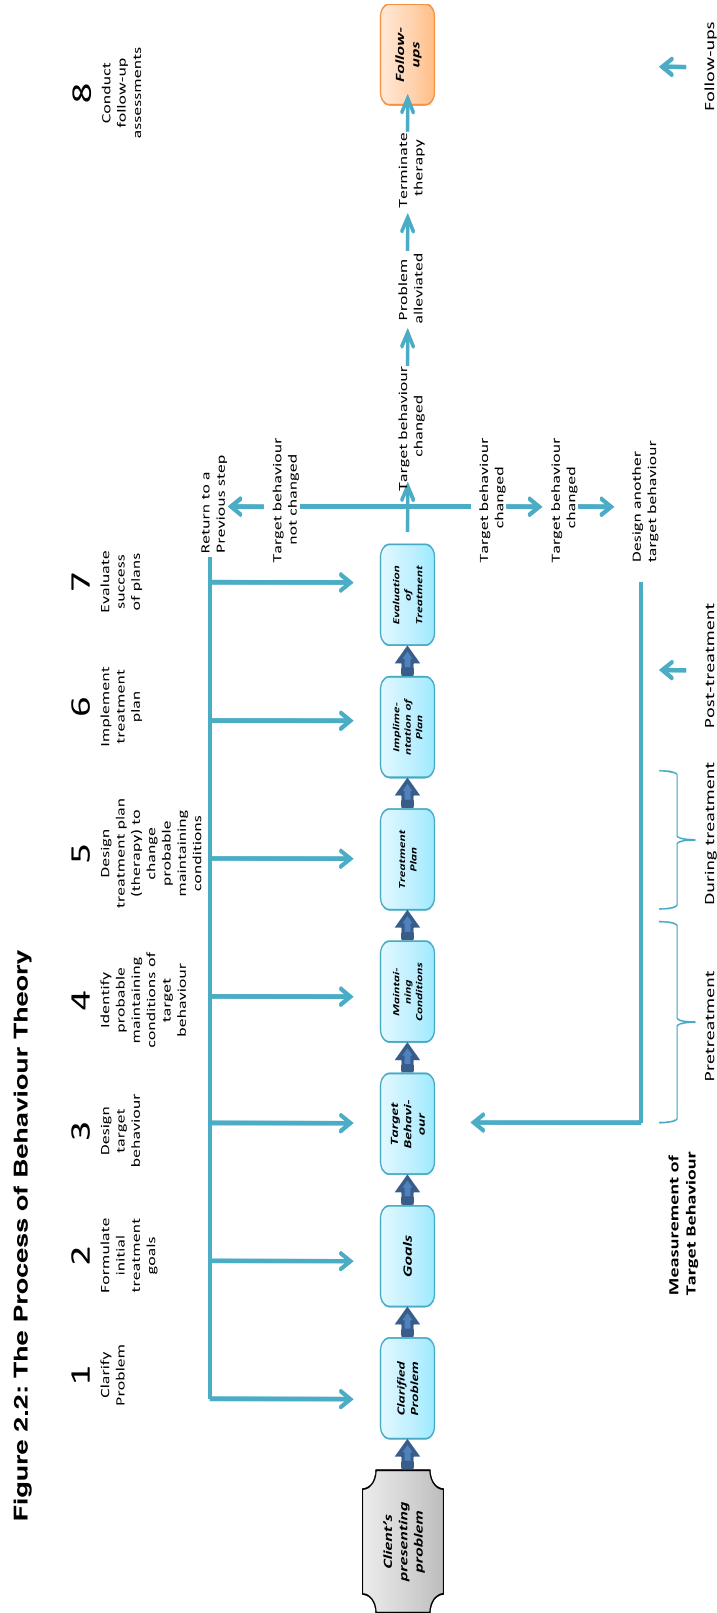 Figure 2.2: The Process of Behaviour Theory
1
Clarify
Problem
2
Formulate
initial
treatment
goals
3
Design
target
behaviour
4
Identify
probable
maintaining
conditions of
target
behaviour
5
Design
treatment plan
(therapy) to
change
probable
maintaining
conditions
6
Implement
treatment
plan
7
Evaluate
success
of plans
8
Conduct
follow-up
assessments
Return to a
Previous step
Target behaviour
not changed
Client's
presenting
problem
Clarified
Problem
Goals
Target
Behavi-
our
Maintai-
ning
Conditions
Treatment
Plan
Implime-
ntation of
Plan
Evaluation
of
Treatment
Target behaviour
changed
Problem
alleviated
Terminate
therapy
Follow-
ups
Target behaviour
changed
Target behaviour
changed
Design another
target behaviour
Measurement of
Target Behaviour
Pretreatment
During treatment
Post-treatment
Follow-ups